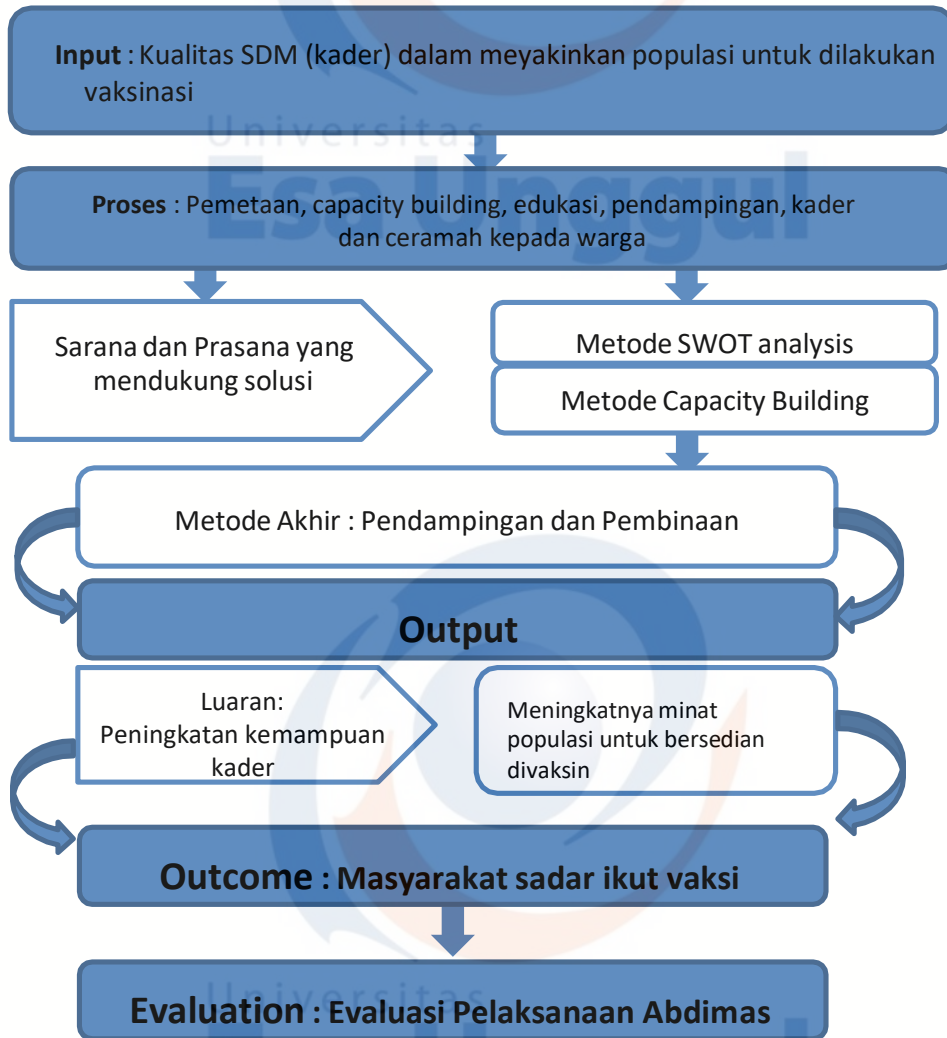 Input : Kualitas SDM (kader) dalam meyakinkan populasi untuk dilakukan
vaksinasi
Universitas
Esa Unggul
Proses : Pemetaan, capacity building, edukasi, pendampingan, kader
dan ceramah kepada warga
Sarana dan Prasana yang
mendukung solusi
Metode SWOT analysis
Metode Capacity Building
Metode Akhir : Pendampingan dan Pembinaan
Output
Luaran:
Peningkatan kemampuan
kader
Meningkatnya minat
populasi untuk bersedian
divaksin
Outcome : Masyarakat sadar ikut vaksi
Universitas
Evaluation : Evaluasi Pelaksanaan Abdimas